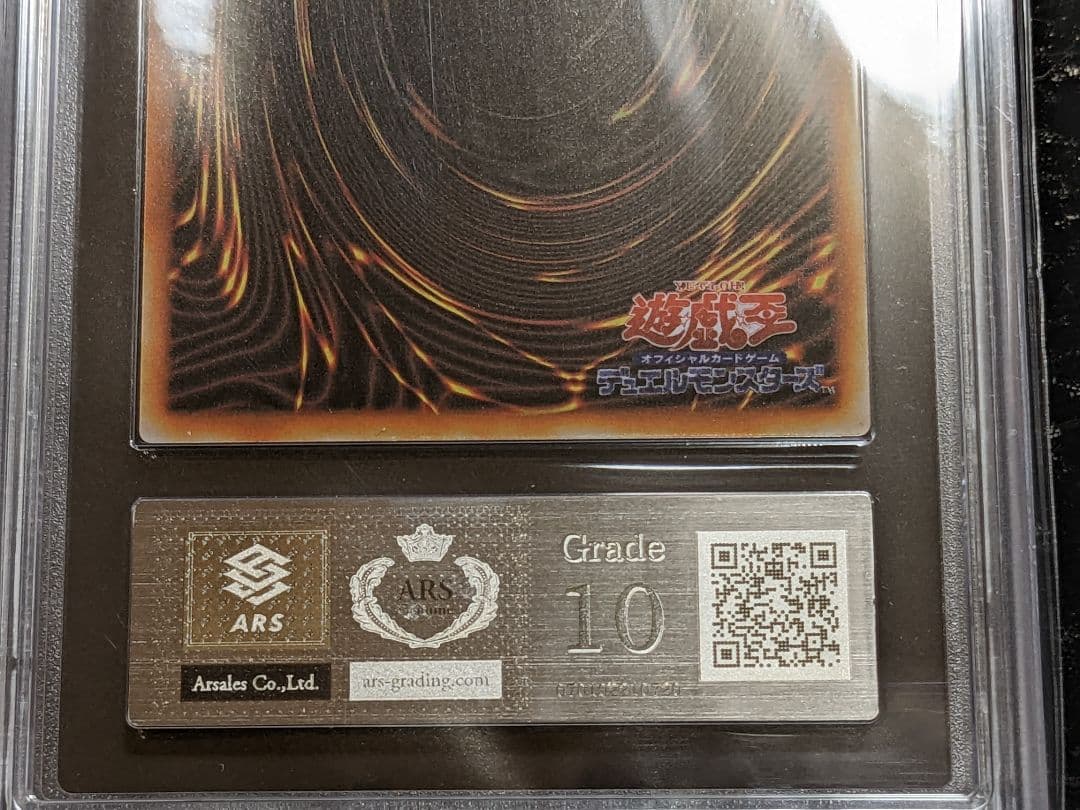 YU-GI-OH
遊戯王
オフィシャルカードゲーム
デュエルモンスターズ™
ARS
Arsales Co.,Ltd.
ARS
ars-grading.com
Grade
10